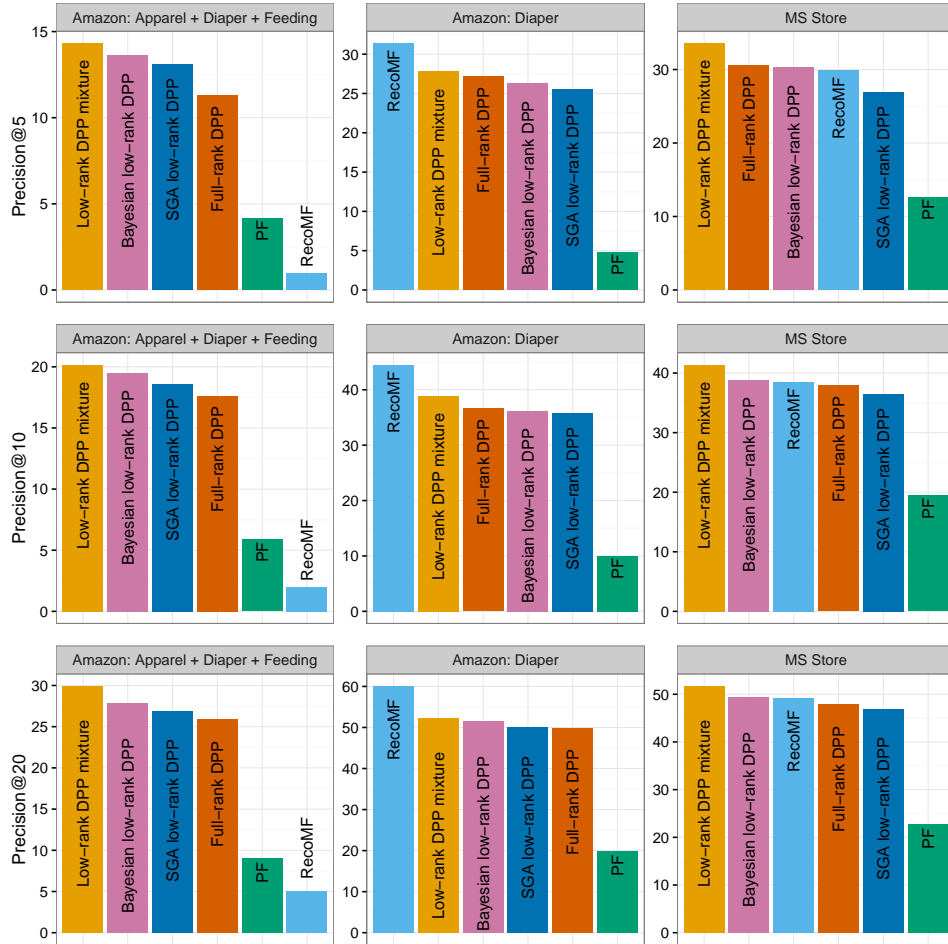 Amazon: Apparel + Diaper + Feeding
Amazon: Diaper
MS Store
Precision@5
15
10
5
0
Low−rank DPP mixture
Bayesian low−rank DPP
SGA low−rank DPP
Full−rank DPP
PF
RecoMF
30
25
20
15
10
5
0
RecoMF
Low−rank DPP mixture
Full−rank DPP
Bayesian low−rank DPP
SGA low−rank DPP
PF
30
20
10
0
Low−rank DPP mixture
Full−rank DPP
Bayesian low−rank DPP
RecoMF
SGA low−rank DPP
PF
Amazon: Apparel + Diaper + Feeding
Amazon: Diaper
MS Store
Precision@10
20
15
10
5
0
Low−rank DPP mixture
Bayesian low−rank DPP
SGA low−rank DPP
Full−rank DPP
PF
RecoMF
40
30
20
10
0
RecoMF
Low−rank DPP mixture
Full−rank DPP
Bayesian low−rank DPP
SGA low−rank DPP
PF
40
30
20
10
0
Low−rank DPP mixture
Bayesian low−rank DPP
RecoMF
Full−rank DPP
SGA low−rank DPP
PF
Amazon: Apparel + Diaper + Feeding
Amazon: Diaper
MS Store
Precision@20
30
25
20
15
10
5
0
Low−rank DPP mixture
Bayesian low−rank DPP
SGA low−rank DPP
Full−rank DPP
PF
RecoMF
60
50
40
30
20
10
0
RecoMF
Low−rank DPP mixture
Bayesian low−rank DPP
SGA low−rank DPP
Full−rank DPP
PF
50
40
30
20
10
0
Low−rank DPP mixture
Bayesian low−rank DPP
RecoMF
Full−rank DPP
SGA low−rank DPP
PF